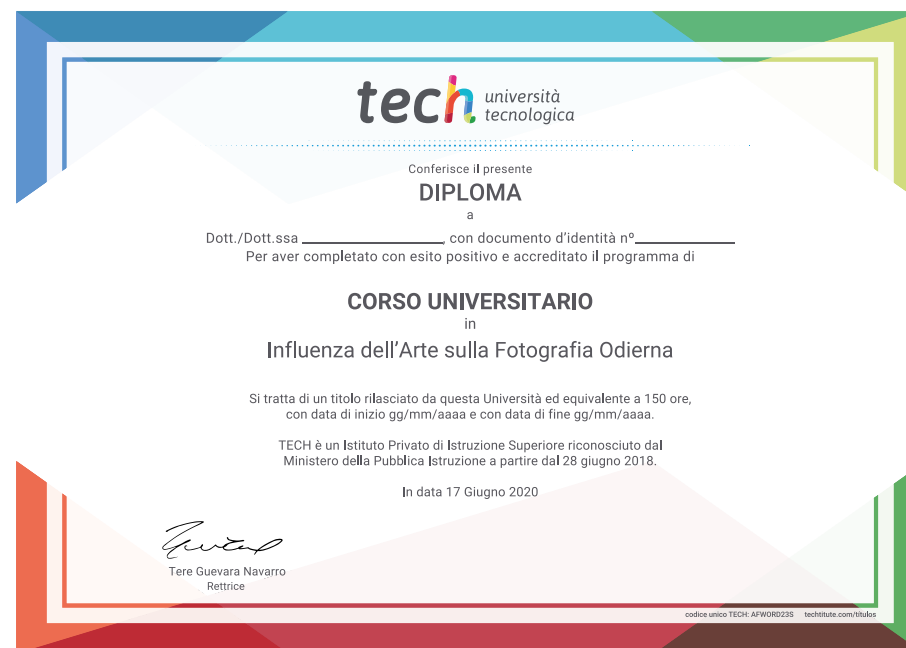 tech università
tecnologica
Conferisce il presente
DIPLOMA
a
Dott./Dott.ssa ____________________, con documento d'identità nº______________
Per aver completato con esito positivo e accreditato il programma di
CORSO UNIVERSITARIO
in
Influenza dell'Arte sulla Fotografia Odierna
Si tratta di un titolo rilasciato da questa Università ed equivalente a 150 ore,
con data di inizio gg/mm/aaaa e con data di fine gg/mm/aaaa.
TECH è un Istituto Privato di Istruzione Superiore riconosciuto dal
Ministero della Pubblica Istruzione a partire dal 28 giugno 2018.
In data 17 Giugno 2020
Tere Guevara Navarro
Rettrice
codice unico TECH: AFWORD23S techtitute.com/titulos